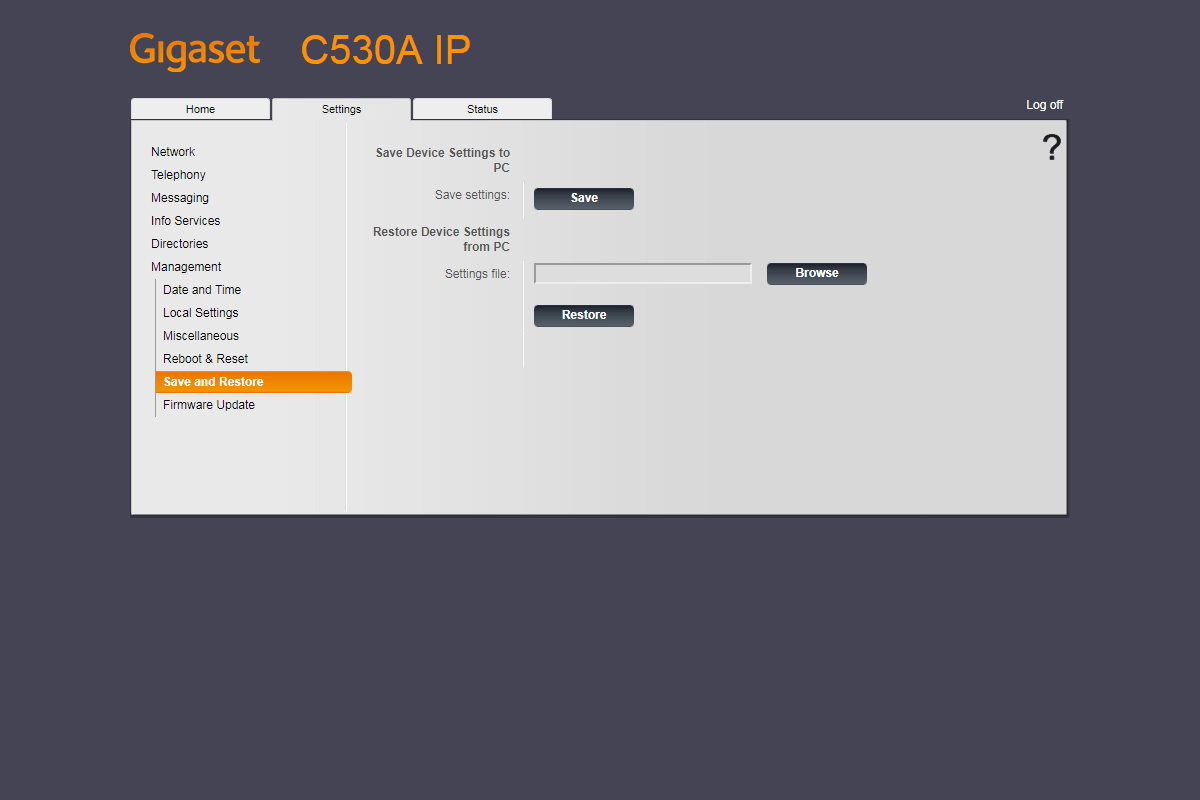 Gigaset C530A IP
Home Settings Status Log off
?
Network
Telephony
Messaging
Info Services
Directories
Management
Date and Time
Local Settings
Miscellaneous
Reboot & Reset
Save and Restore
Firmware Update
Save Device Settings to
PC
Save settings: Save
Restore Device Settings
from PC
Settings file: Browse
Restore